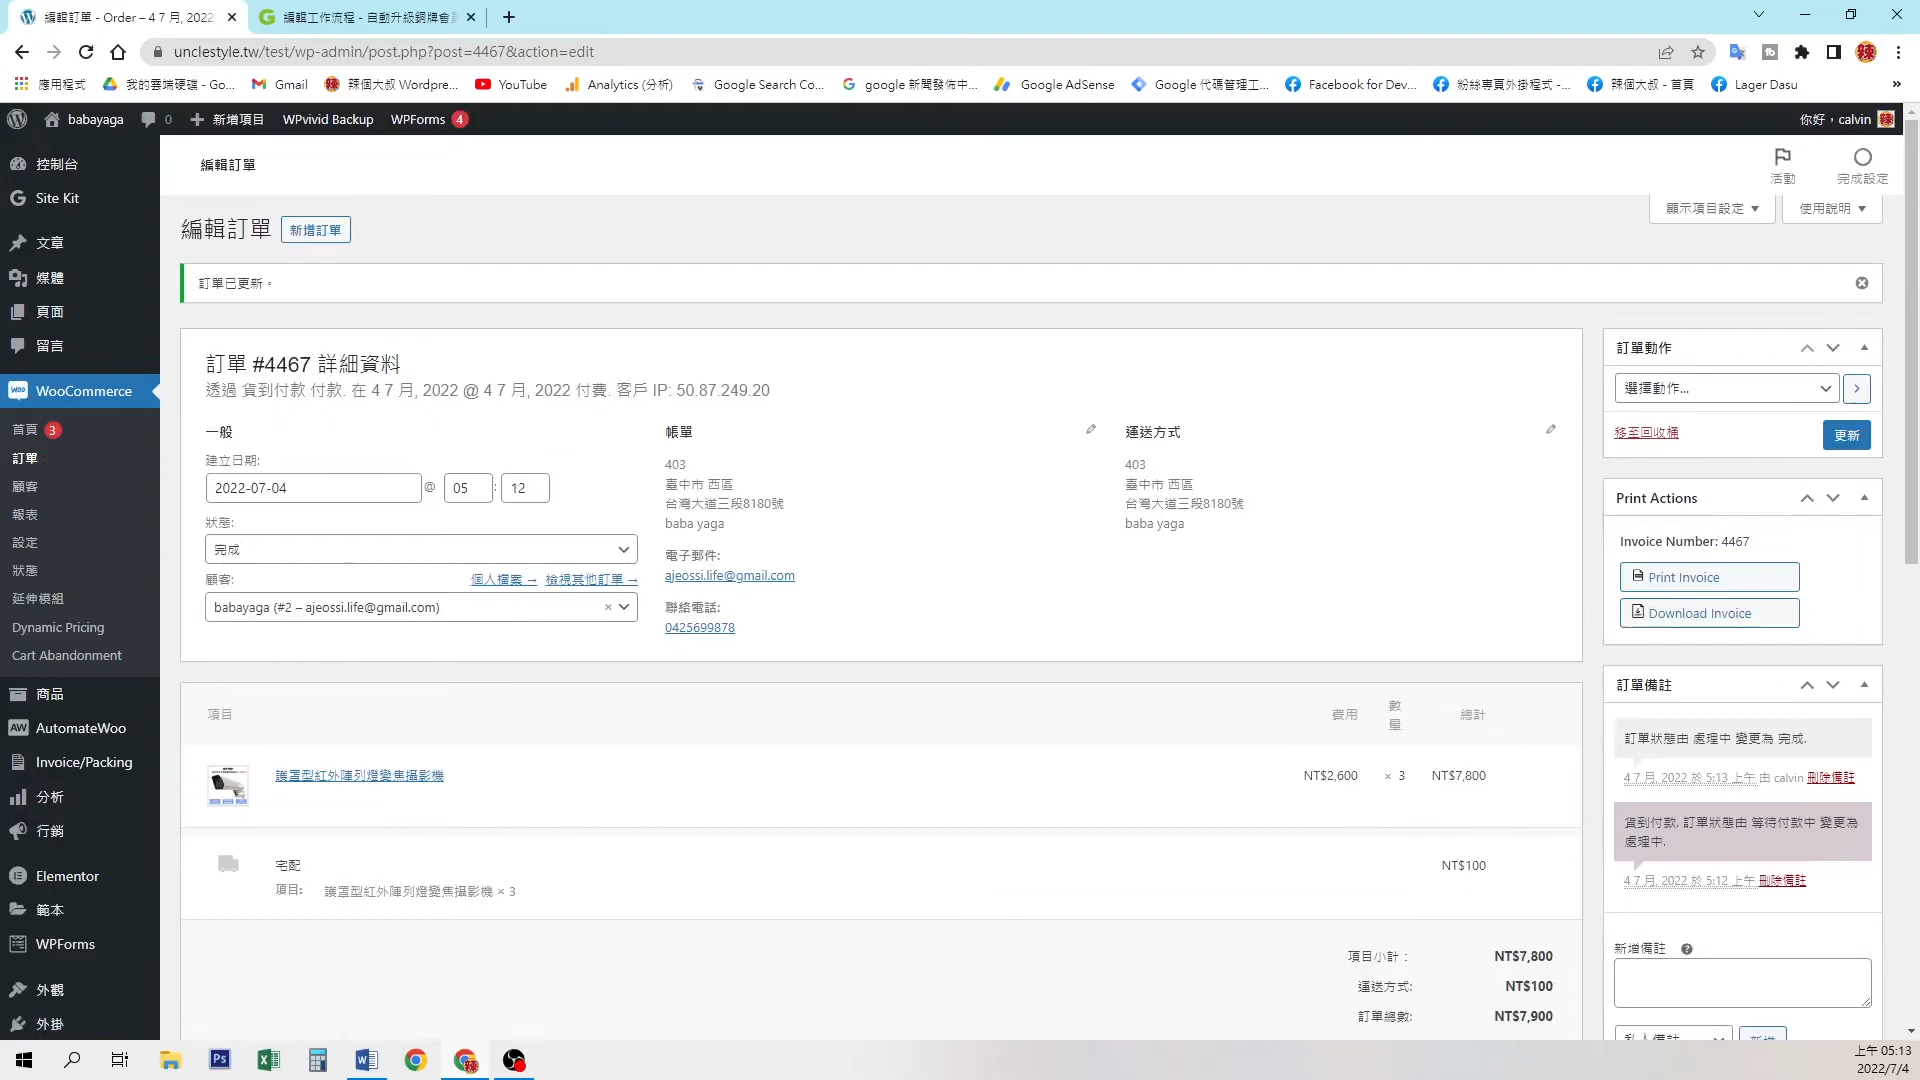 編輯訂單 - Order – 4 7 月, 2022
編輯工作流程 - 自動升級銅牌會
unclestyle.tw/test/wp-admin/post.php?post=4467&action=edit
應用程式
我的雲端硬碟 - Go...
Gmail
辣個大叔 Wordpre...
YouTube
Analytics (分析)
Google Search Co...
google 新聞發佈中...
Google AdSense
Google 代碼管理工...
Facebook for Dev...
粉絲專頁外掛程式 -...
辣個大叔 - 首頁
Lager Dasu
»
babayaga
0
新增項目
WPvivid Backup
WPForms 4
你好，calvin
控制台
Site Kit
文章
媒體
頁面
留言
WooCommerce
首頁 3
訂單
顧客
報表
設定
狀態
延伸模組
Dynamic Pricing
Cart Abandonment
商品
AW AutomateWoo
Invoice/Packing
分析
行銷
Elementor
範本
WPForms
外觀
外掛
編輯訂單
活動
完成設定
顯示項目設定
使用說明
編輯訂單
新增訂單
訂單已更新。
訂單 #4467 詳細資料
透過 貨到付款 付款. 在 4 7 月, 2022 @ 4 7 月, 2022 付費. 客戶 IP: 50.87.249.20
一般
建立日期:
2022-07-04 @ 05 : 12
狀態:
完成
顧客:
個人檔案 →
檢視其他訂單 →
babayaga (#2 – ajeossi.life@gmail.com) ×
帳單
403
臺中市 西區
台灣大道三段8180號
baba yaga
電子郵件:
ajeossi.life@gmail.com
聯絡電話:
0425699878
運送方式
403
臺中市 西區
台灣大道三段8180號
baba yaga
項目
費用
數量
總計
護罩型紅外陣列燈變焦攝影機
NT$2,600
× 3
NT$7,800
宅配
NT$100
項目:
護罩型紅外陣列燈變焦攝影機 × 3
項目小計：
NT$7,800
運送方式:
NT$100
訂單總數:
NT$7,900
訂單動作
選擇動作...
移至回收桶
更新
Print Actions
Invoice Number: 4467
Print Invoice
Download Invoice
訂單備註
訂單狀態由 處理中 變更為 完成.
4 7 月, 2022 於 5:13 上午 由 calvin 刪除備註
貨到付款. 訂單狀態由 等待付款中 變更為
處理中.
4 7 月, 2022 於 5:12 上午 刪除備註
新增備註
私人備註
新增
上午 05:13
2022/7/4